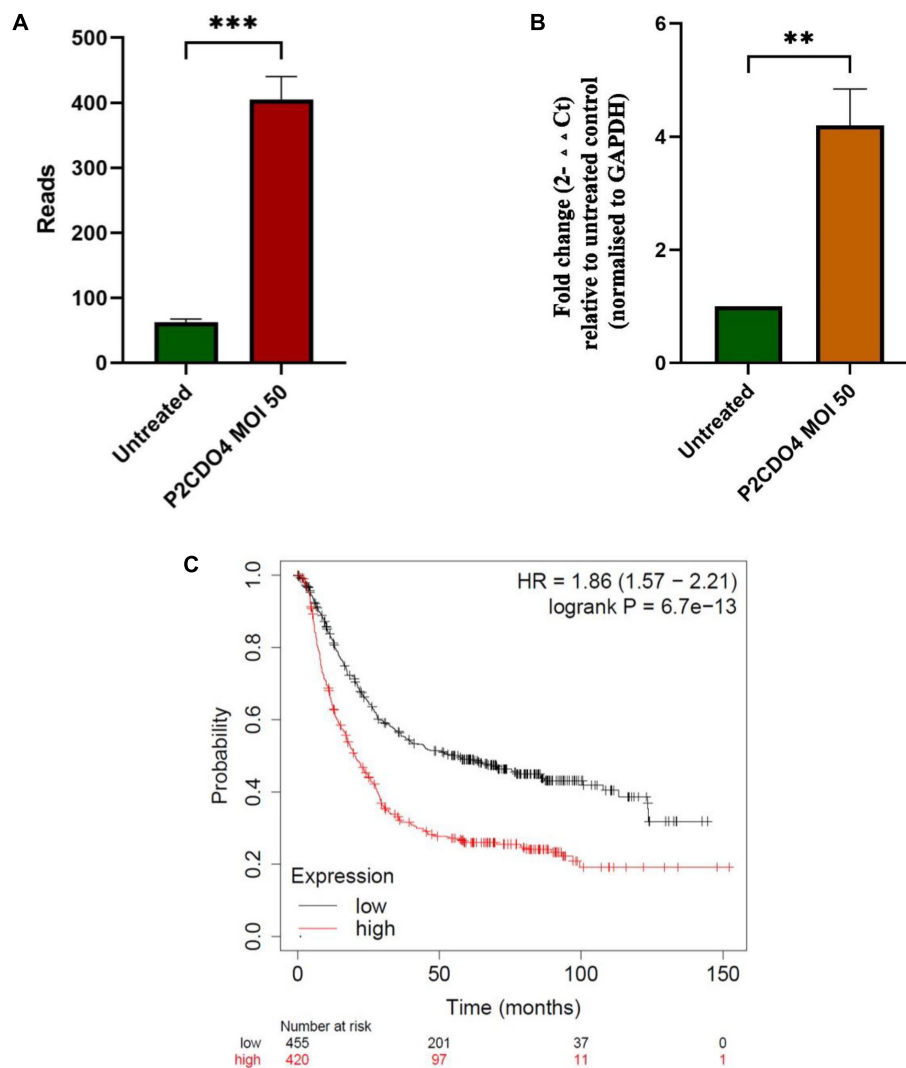 A
***
500
400
300
200
100
0
Reads
Untreated
P2CDO4 MOI 50
B
**
6
4
2
0
Fold change (2- ▵ ▵ Ct)
relative to untreated control
(normalised to GAPDH)
Untreated
P2CDO4 MOI 50
C
HR = 1.86 (1.57 − 2.21)
logrank P = 6.7e−13
1.0
0.8
0.6
0.4
0.2
0.0
Probability
Expression
low
high
0 50 100 150
Time (months)
Number at risk
low 455 201 37 0
high 420 97 11 1